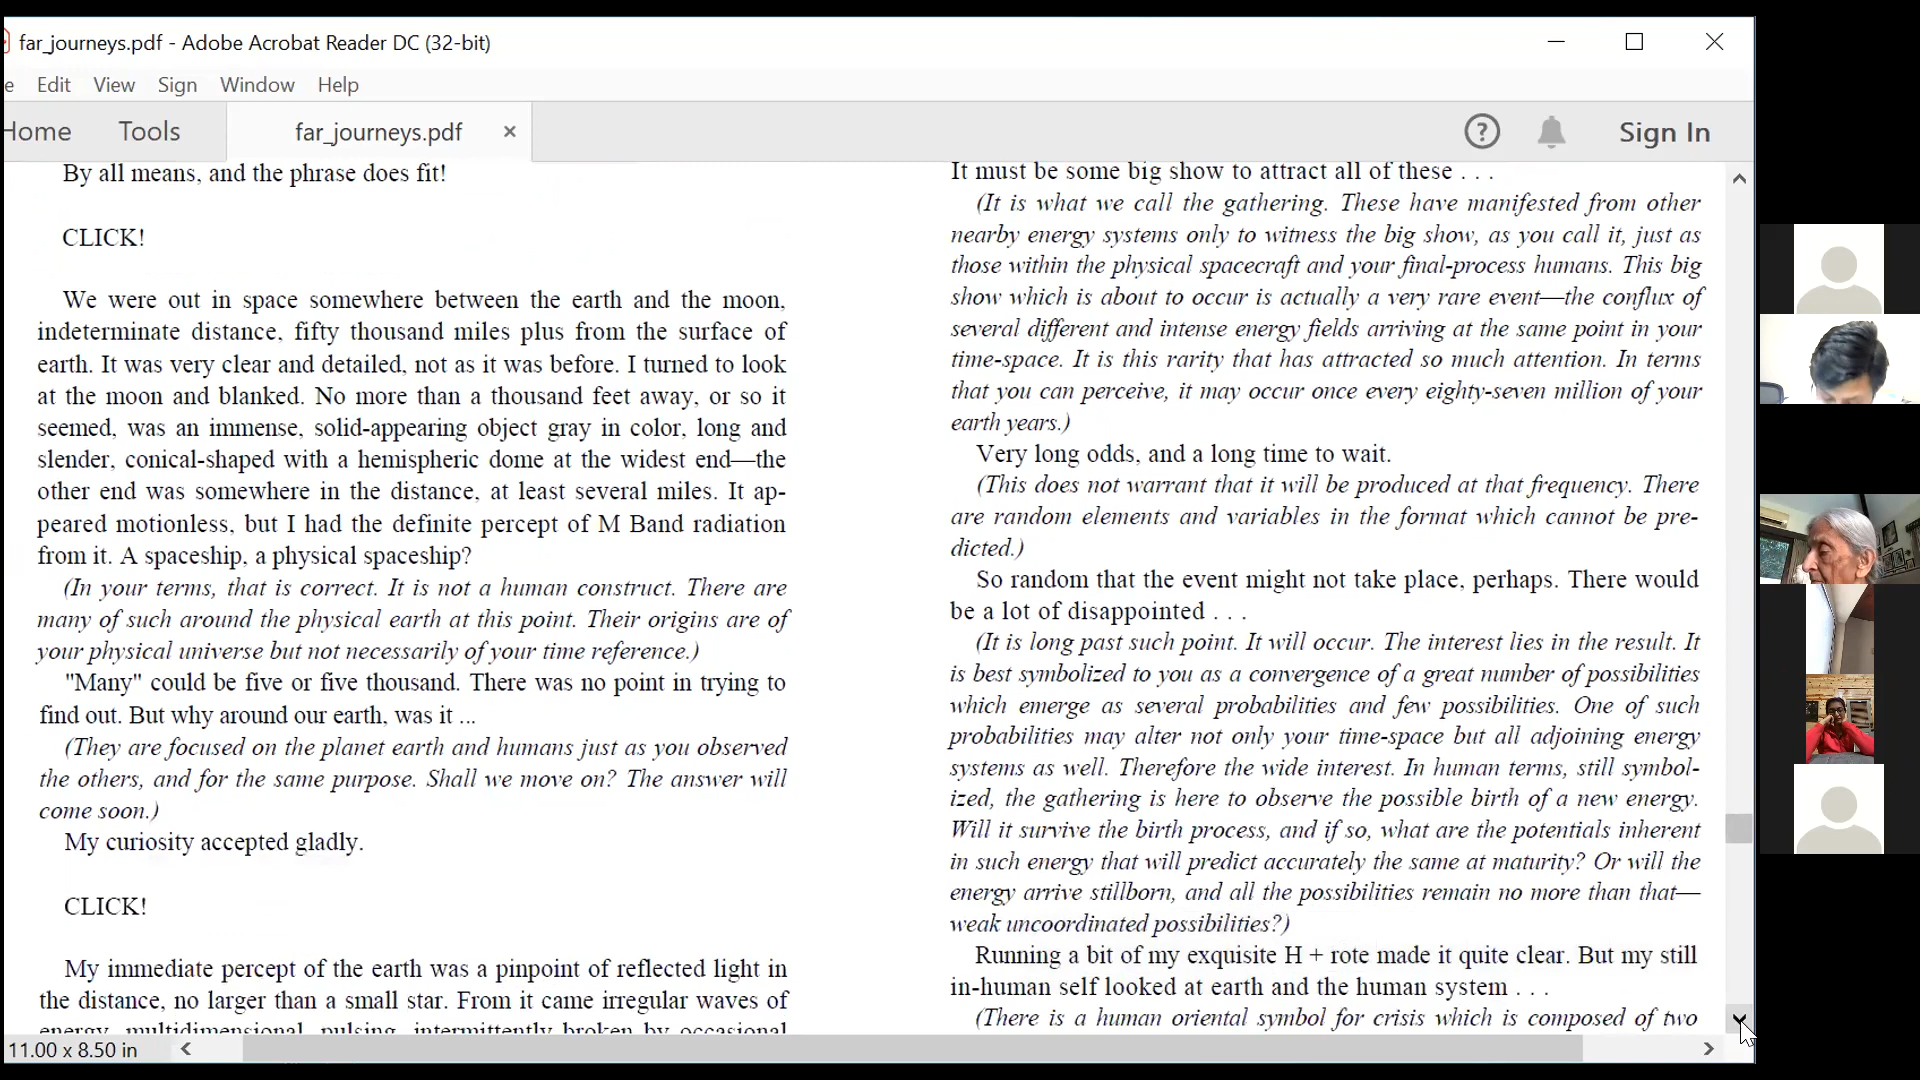 far_journeys.pdf - Adobe Acrobat Reader DC (32-bit)
e Edit View Sign Window Help
Home Tools far_journeys.pdf × ? Sign In
By all means, and the phrase does fit!
CLICK!
We were out in space somewhere between the earth and the moon,
indeterminate distance, fifty thousand miles plus from the surface of
earth. It was very clear and detailed, not as it was before. I turned to look
at the moon and blanked. No more than a thousand feet away, or so it
seemed, was an immense, solid-appearing object gray in color, long and
slender, conical-shaped with a hemispheric dome at the widest end—the
other end was somewhere in the distance, at least several miles. It ap-
peared motionless, but I had the definite percept of M Band radiation
from it. A spaceship, a physical spaceship?
(In your terms, that is correct. It is not a human construct. There are
many of such around the physical earth at this point. Their origins are of
your physical universe but not necessarily of your time reference.)
"Many" could be five or five thousand. There was no point in trying to
find out. But why around our earth, was it ...
(They are focused on the planet earth and humans just as you observed
the others, and for the same purpose. Shall we move on? The answer will
come soon.)
My curiosity accepted gladly.
CLICK!
My immediate percept of the earth was a pinpoint of reflected light in
the distance, no larger than a small star. From it came irregular waves of
energy, multidimensional, pulsing, intermittently broken by occasional
It must be some big show to attract all of these . . .
(It is what we call the gathering. These have manifested from other
nearby energy systems only to witness the big show, as you call it, just as
those within the physical spacecraft and your final-process humans. This big
show which is about to occur is actually a very rare event—the conflux of
several different and intense energy fields arriving at the same point in your
time-space. It is this rarity that has attracted so much attention. In terms
that you can perceive, it may occur once every eighty-seven million of your
earth years.)
Very long odds, and a long time to wait.
(This does not warrant that it will be produced at that frequency. There
are random elements and variables in the format which cannot be pre-
dicted.)
So random that the event might not take place, perhaps. There would
be a lot of disappointed . . .
(It is long past such point. It will occur. The interest lies in the result. It
is best symbolized to you as a convergence of a great number of possibilities
which emerge as several probabilities and few possibilities. One of such
probabilities may alter not only your time-space but all adjoining energy
systems as well. Therefore the wide interest. In human terms, still symbol-
ized, the gathering is here to observe the possible birth of a new energy.
Will it survive the birth process, and if so, what are the potentials inherent
in such energy that will predict accurately the same at maturity? Or will the
energy arrive stillborn, and all the possibilities remain no more than that—
weak uncoordinated possibilities?)
Running a bit of my exquisite H + rote made it quite clear. But my still
in-human self looked at earth and the human system . . .
(There is a human oriental symbol for crisis which is composed of two
11.00 x 8.50 in